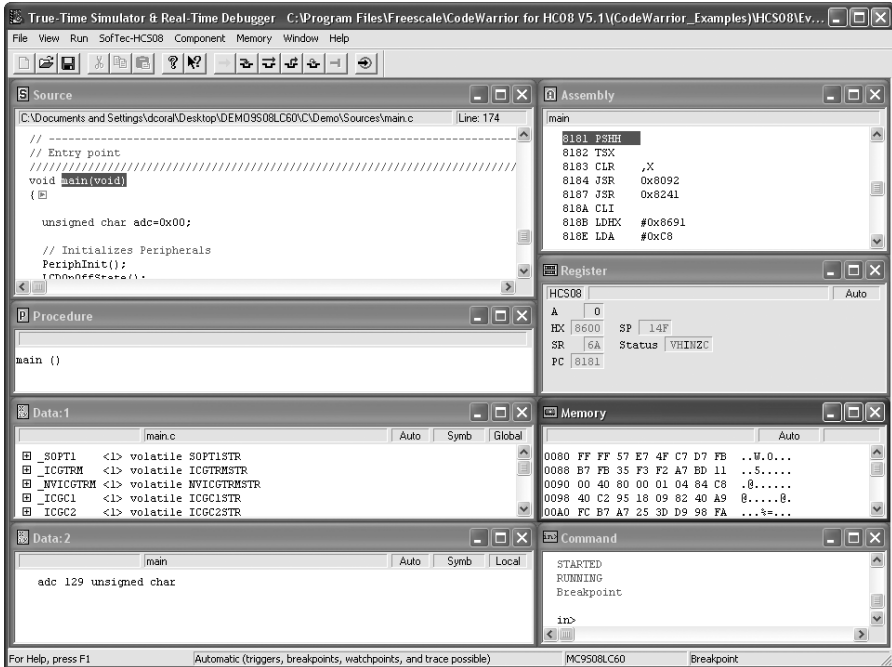 True-Time Simulator & Real-Time Debugger C:\Program Files\Freescale\CodeWarrior for HC08 V5.1\(CodeWarrior_Examples)\HCS08\Ev...
File View Run SofTec-HCS08 Component Memory Window Help
Source
C:\Documents and Settings\dcoral\Desktop\DEMO9S08LC60\C\Demo\Sources\main.c Line: 174
// ---------------------------------------------------------------------------
// Entry point
///////////////////////////////////////////////////////////////////////////
void main(void)
{
unsigned char adc=0x00;
// Initializes Peripherals
PeriphInit();
LCDOnOffState();
Assembly
main
8181 PSHH
8182 TSX
8183 CLR ,X
8184 JSR 0x8092
8187 JSR 0x8241
818A CLI
818B LDHX #0x8691
818E LDA #0xC8
Register
HCS08 Auto
A 0
HX 8600 SP 14F
SR 6A Status VHINZC
PC 8181
Procedure
main ()
Data:1
main.c Auto Symb Global
_SOPT1 <1> volatile SOPT1STR
_ICGTRM <1> volatile ICGTRMSTR
_NVICGTRM <1> volatile NVICGTRMSTR
_ICGC1 <1> volatile ICGC1STR
_ICGC2 <1> volatile ICGC2STR
Memory
Auto
0080 FF FF 57 E7 4F C7 D7 FB ..W.O...
0088 B7 FB 35 F3 F2 A7 BD 11 ..5.....
0090 00 40 80 00 01 04 84 C8 .@......
0098 40 C2 95 18 09 82 40 A9 @.....@.
00A0 FC B7 A7 25 3D D9 98 FA ...%=...
Data:2
main Auto Symb Local
adc 129 unsigned char
Command
STARTED
RUNNING
Breakpoint
in>
For Help, press F1 Automatic (triggers, breakpoints, watchpoints, and trace possible) MC9S08LC60 Breakpoint